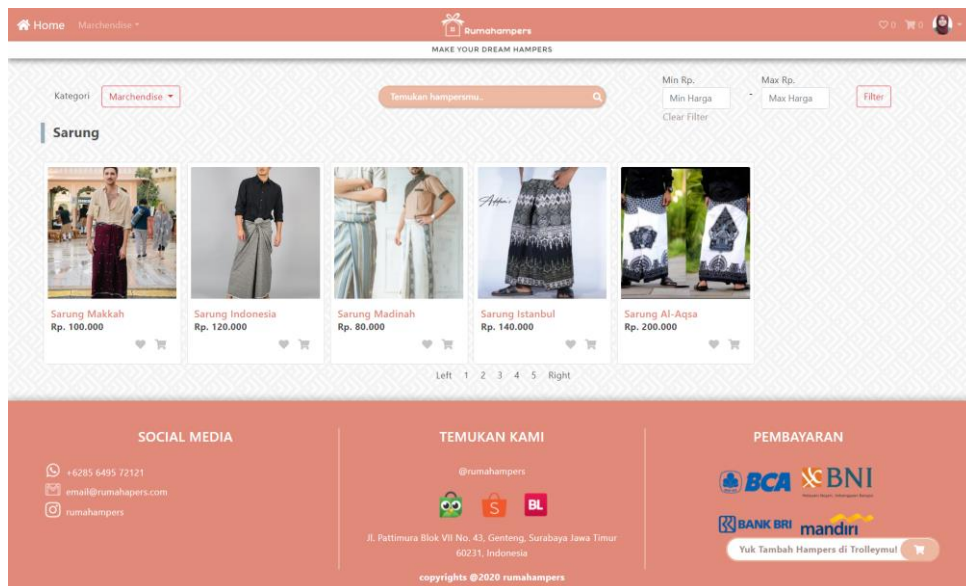 Home Marchendise
Rumahampers
0 0
MAKE YOUR DREAM HAMPERS
Kategori Marchendise
Temukan hampersmu..
Min Rp. Max Rp.
Min Harga - Max Harga Filter
Clear Filter
Sarung
Sarung Makkah
Rp. 100.000
Sarung Indonesia
Rp. 120.000
Sarung Madinah
Rp. 80.000
Sarung Istanbul
Rp. 140.000
Sarung Al-Aqsa
Rp. 200.000
Left 1 2 3 4 5 Right
SOCIAL MEDIA
+6285 6495 72121
email@rumahapers.com
rumahampers
TEMUKAN KAMI
@rumahampers
S BL
Jl. Pattimura Blok VII No. 43, Genteng, Surabaya Jawa Timur
60231, Indonesia
copyrights @2020 rumahampers
PEMBAYARAN
BCA BNI
BANK BRI mandiri
Yuk Tambah Hampers di Trolleymu!